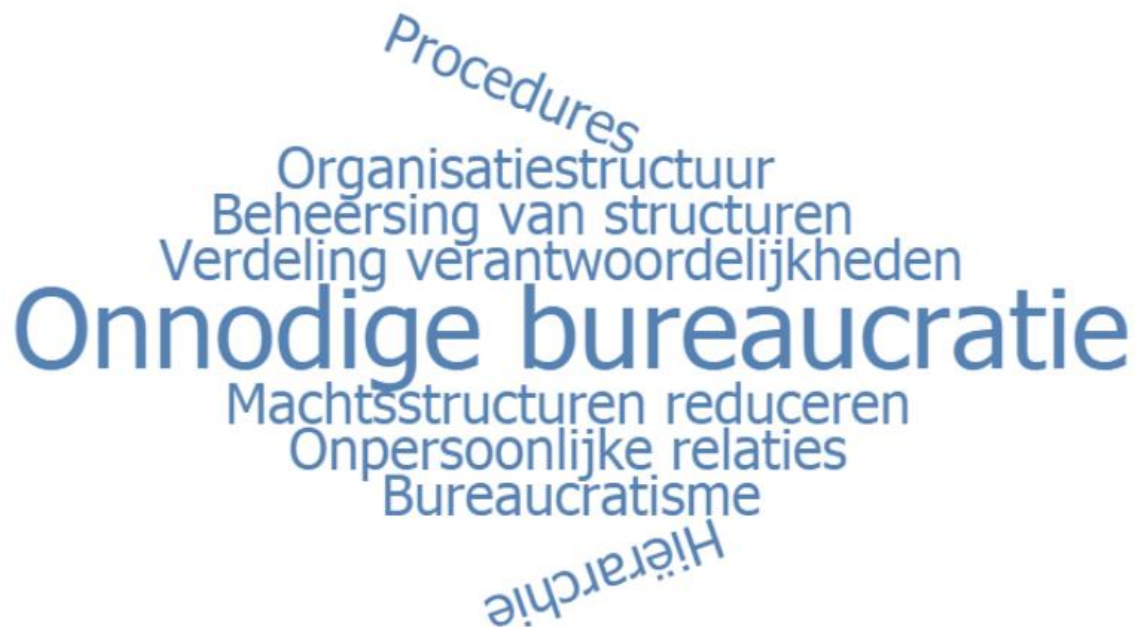 Procedures
Organisatiestructuur
Beheersing van structuren
Verdeling verantwoordelijkheden
Onnodige bureaucratie
Machtsstructuren reduceren
Onpersoonlijke relaties
Bureaucratisme
Hiërarchie